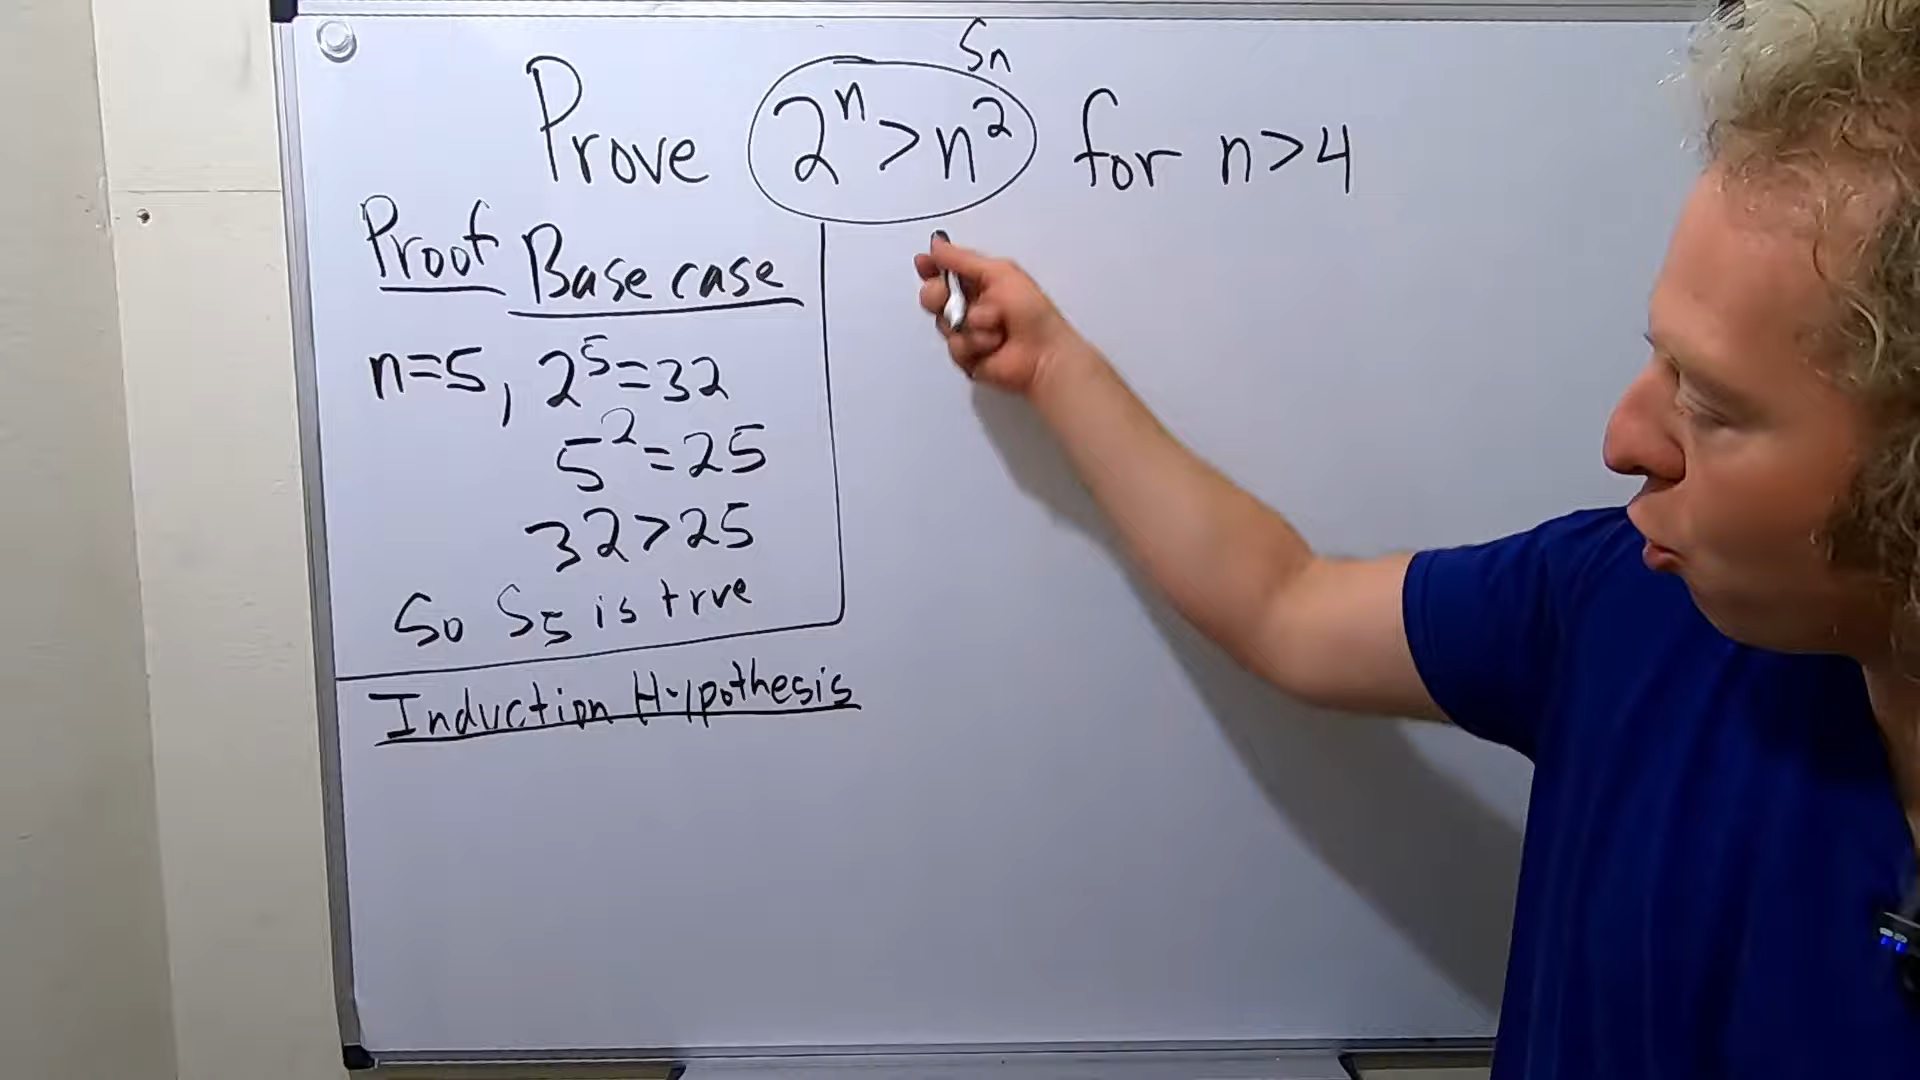 Sn
Prove 2ⁿ>n² for n>4
Proof Base case
n=5, 2⁵=32
5²=25
32>25
So S₅ is true
Induction Hypothesis